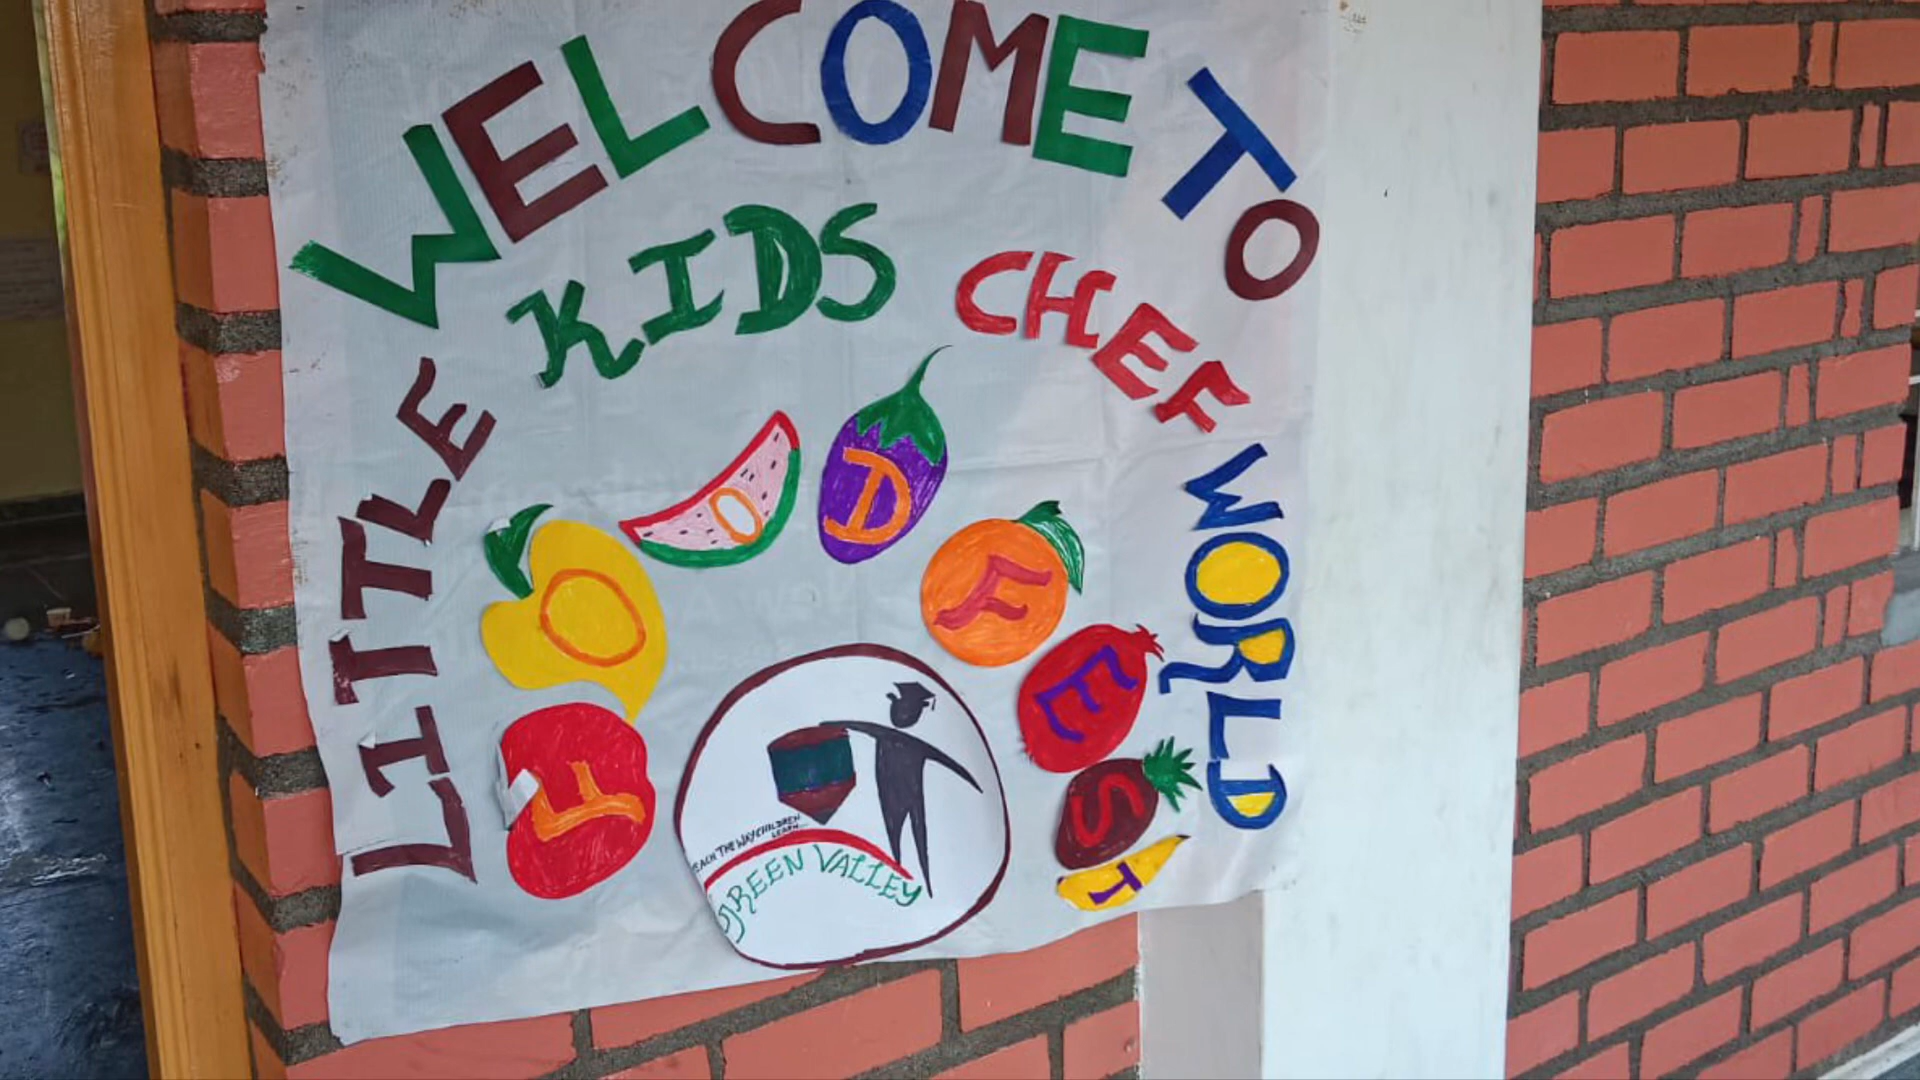 WELCOME TO
LITTLE KIDS CHEF WORLD
FOOD FEST
TEACH THE WAY CHILDREN
LEARN...
GREEN VALLEY